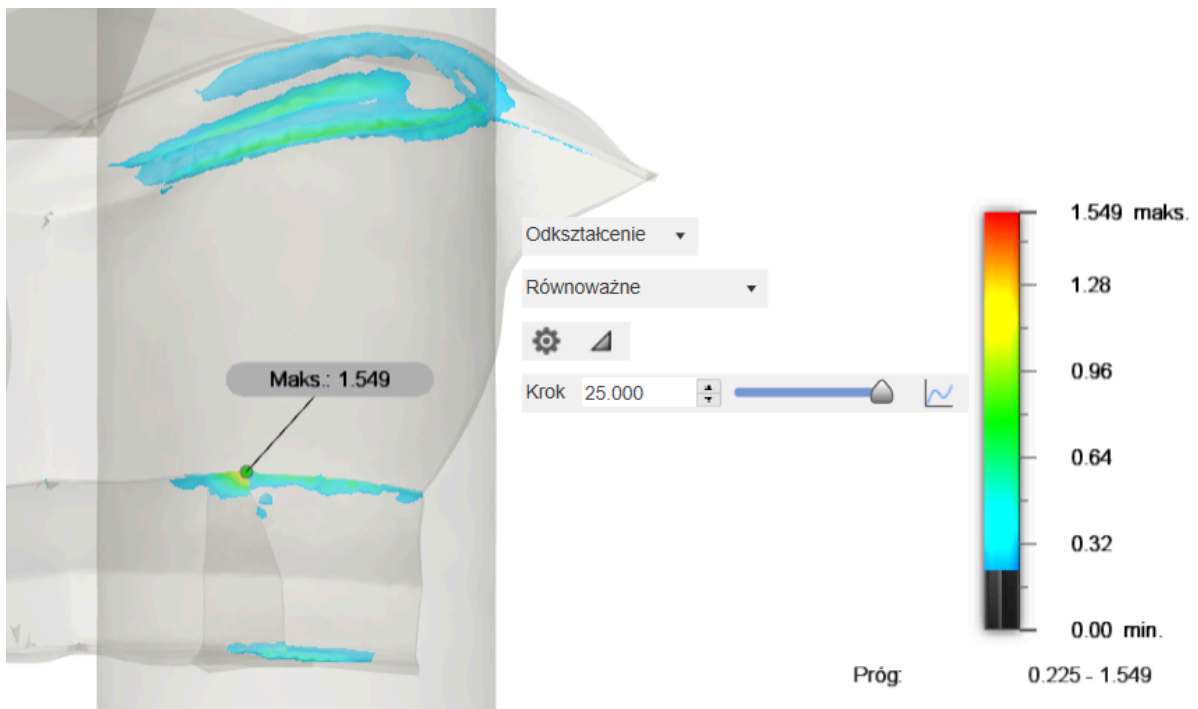 Odkształcenie
Równoważne
Krok 25.000
Maks.: 1.549
1.549 maks.
1.28
0.96
0.64
0.32
0.00 min.
Próg: 0.225 - 1.549